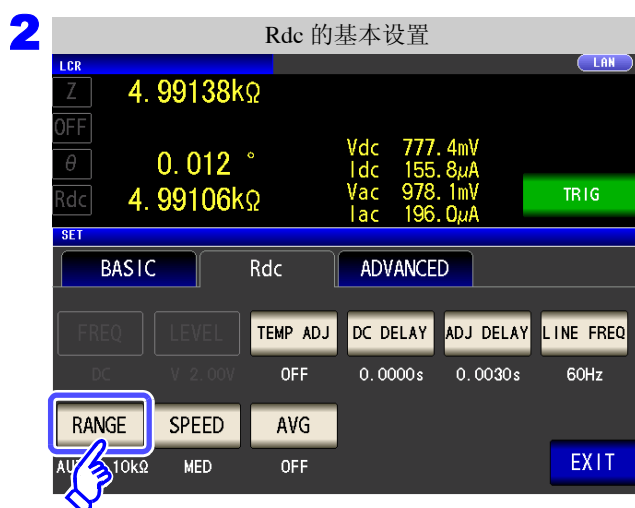 2
Rdc 的基本设置
LCR LAN
Z 4.99138kΩ
OFF
θ 0.012 °
Rdc 4.99106kΩ
Vdc 777.4mV
Idc 155.8μA
Vac 978.1mV
Iac 196.0μA
TRIG
SET
BASIC Rdc ADVANCED
FREQ LEVEL TEMP ADJ DC DELAY ADJ DELAY LINE FREQ
DC V 2.00V OFF 0.0000s 0.0030s 60Hz
RANGE SPEED AVG
10kΩ MED OFF
EXIT